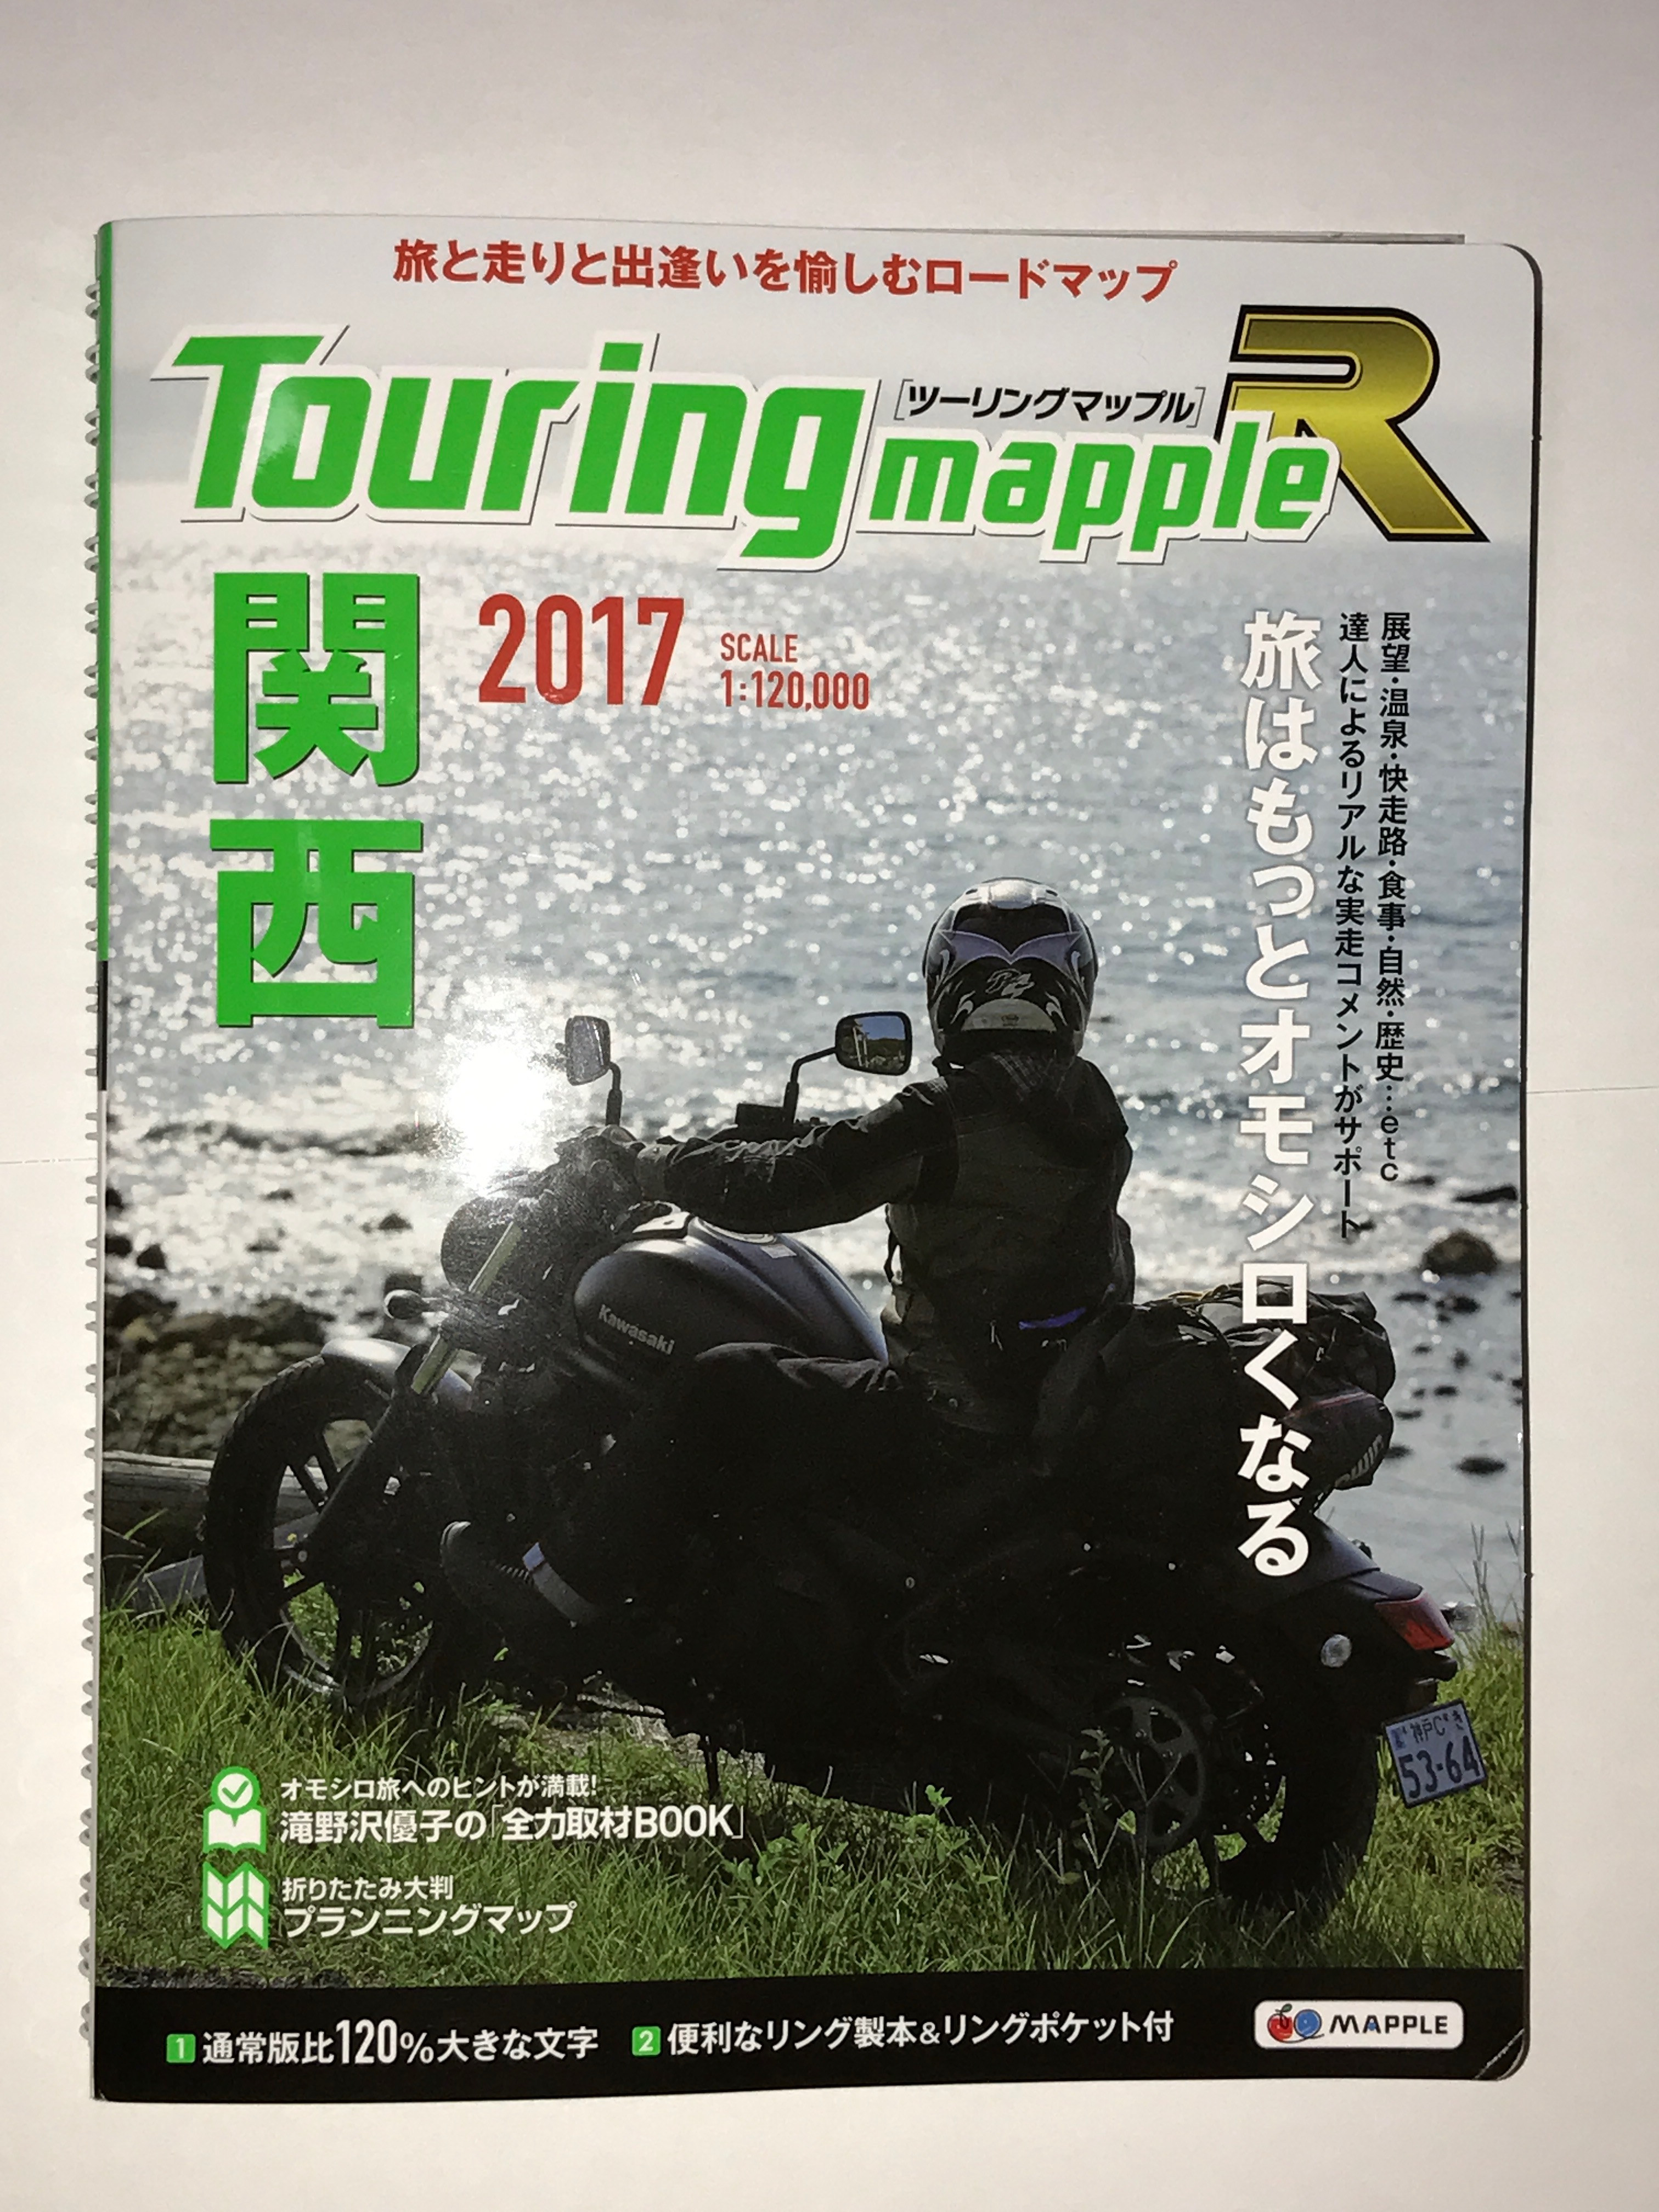 旅と走りと出逢いを愉しむロードマップ
Touring mapple R
[ツーリングマップル]
関西
2017
SCALE
1:120,000
展望・温泉・快走路・食事・自然・歴史…etc
達人によるリアルな実走コメントがサポート
旅はもっとオモシロくなる
Kawasaki
神戸C き
53-64
オモシロ旅へのヒントが満載!
滝野沢優子の「全力取材BOOK」
折りたたみ大判
プランニングマップ
1 通常版比120%大きな文字 2 便利なリング製本&リングポケット付
MAPPLE